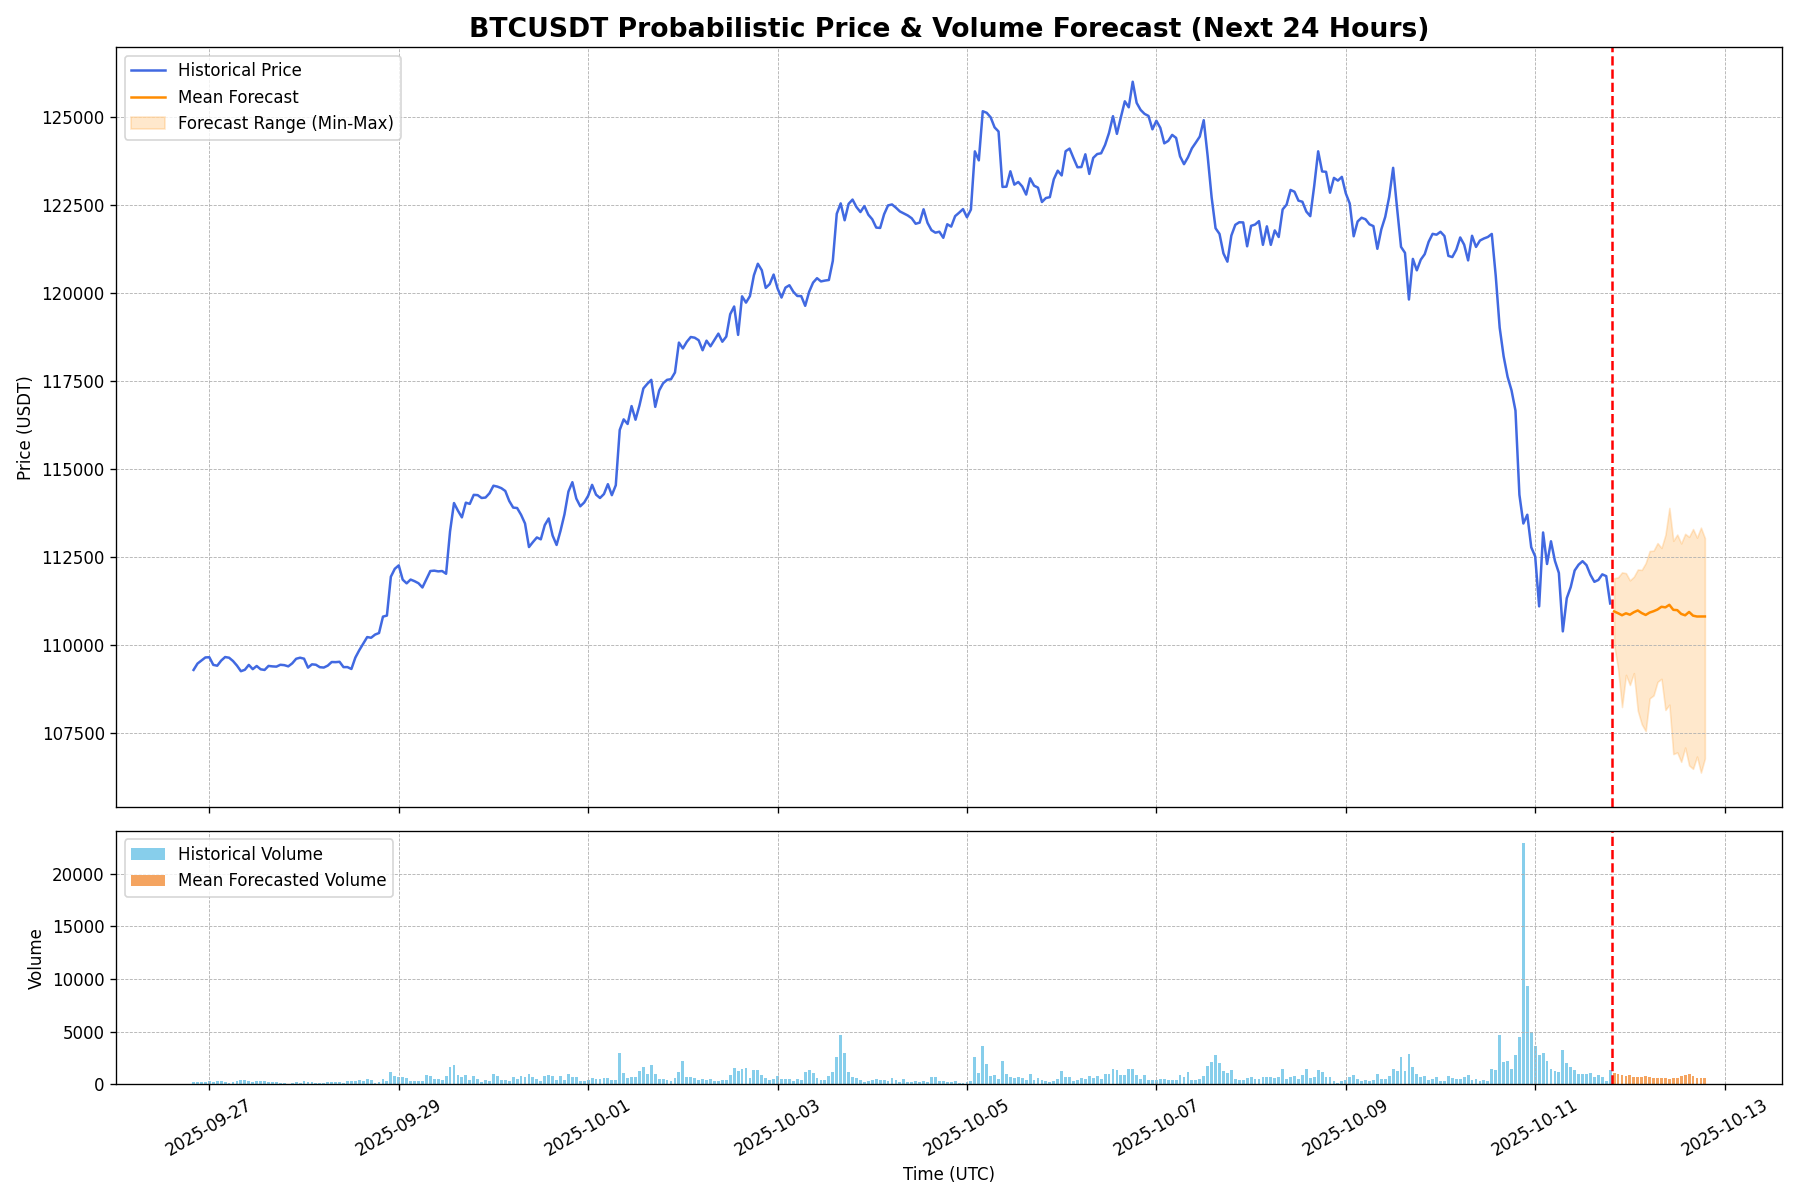 BTCUSDT Probabilistic Price & Volume Forecast (Next 24 Hours)
Historical Price
Mean Forecast
Forecast Range (Min-Max)
125000
122500
120000
117500
115000
112500
110000
107500
Price (USDT)
Historical Volume
Mean Forecasted Volume
20000
15000
10000
5000
0
Volume
2025-09-27
2025-09-29
2025-10-01
2025-10-03
2025-10-05
2025-10-07
2025-10-09
2025-10-11
2025-10-13
Time (UTC)